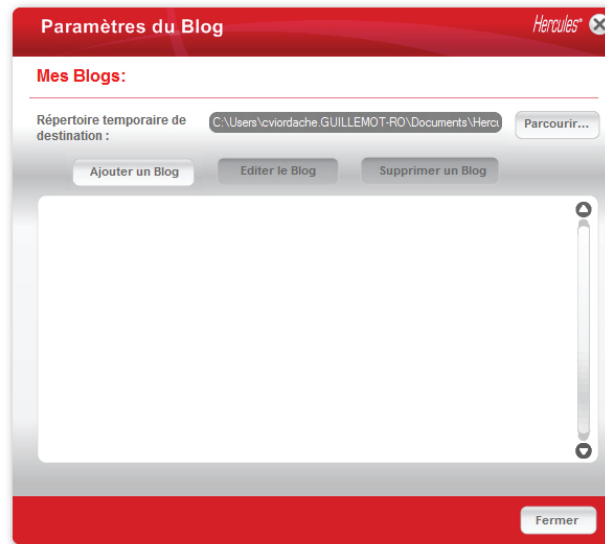 Paramètres du Blog
Hercules®
Mes Blogs:
Répertoire temporaire de
destination :
C:\Users\cviordache.GUILLEMOT-RO\Documents\Hercu
Parcourir...
Ajouter un Blog
Editer le Blog
Supprimer un Blog
Fermer